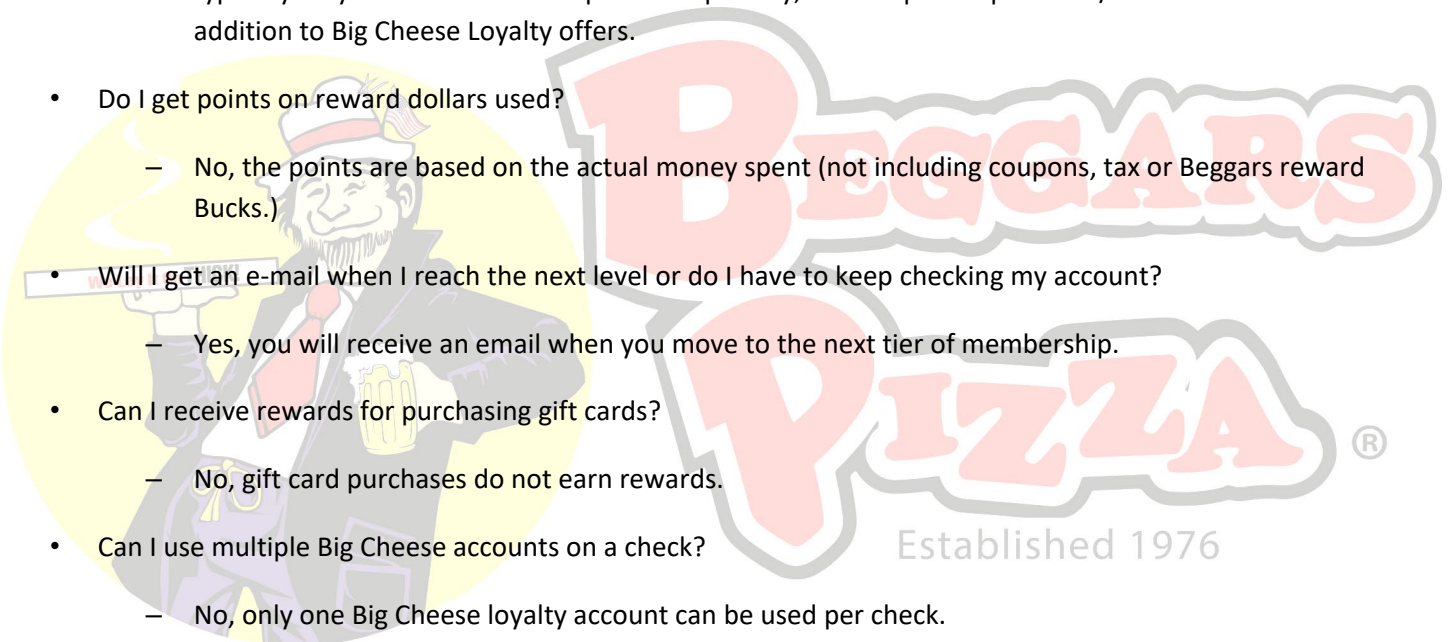 addition to Big Cheese Loyalty offers.
• Do I get points on reward dollars used?
– No, the points are based on the actual money spent (not including coupons, tax or Beggars reward
Bucks.)
• Will I get an e-mail when I reach the next level or do I have to keep checking my account?
– Yes, you will receive an email when you move to the next tier of membership.
• Can I receive rewards for purchasing gift cards?
– No, gift card purchases do not earn rewards.
• Can I use multiple Big Cheese accounts on a check?
– No, only one Big Cheese loyalty account can be used per check.
BEGGARS
PIZZA ®
Established 1976